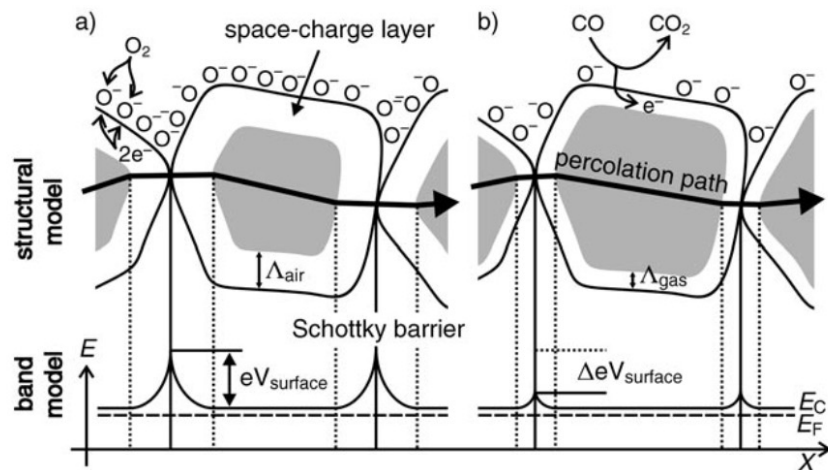 a)
O₂
space-charge layer
b)
CO
CO₂
O⁻ O⁻ O⁻ O⁻ ⁻O O⁻ O⁻ O⁻ O⁻ O⁻ O⁻ O⁻ ⁻O
O⁻ O⁻ O⁻ O⁻ O⁻
2e⁻
e⁻
structural model
percolation path
Λair
Λgas
Schottky barrier
band model
E
eVsurface
ΔeVsurface
EC
EF
X